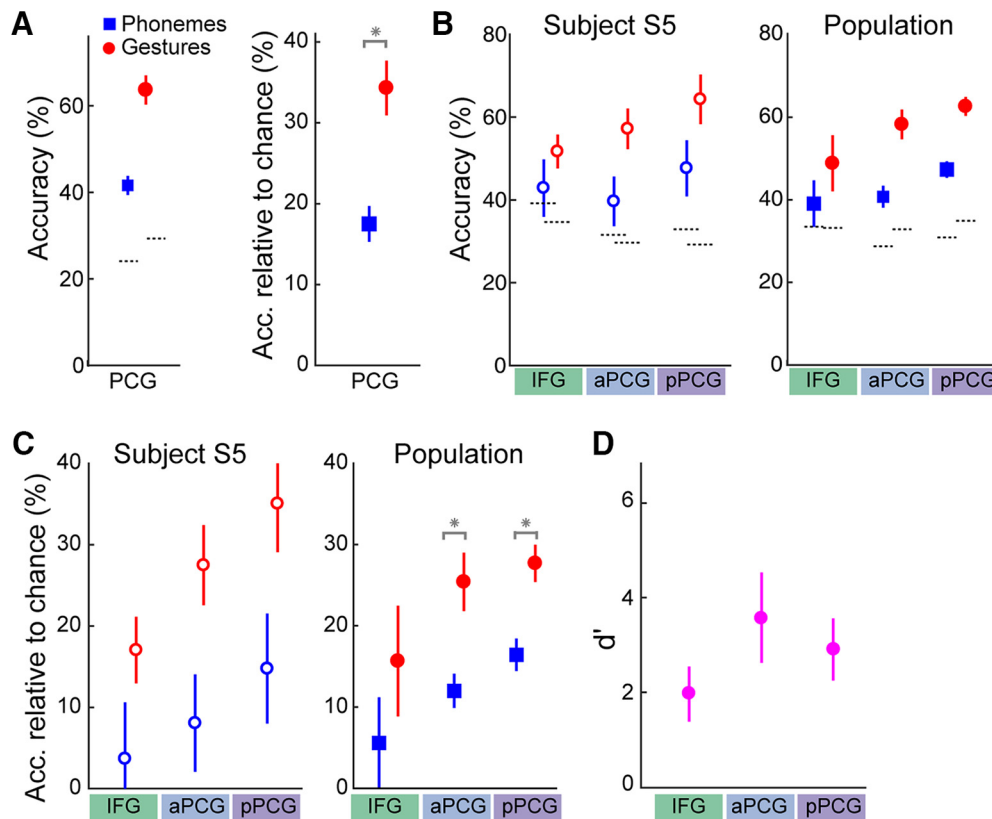 A
Phonemes
Gestures
Accuracy (%)
60
40
20
0
PCG
Acc. relative to chance (%)
40
30
20
10
0
*
PCG
B
Subject S5
Population
Accuracy (%)
80
60
40
20
0
IFG aPCG pPCG
80
60
40
20
0
IFG aPCG pPCG
C
Subject S5
Population
Acc. relative to chance (%)
40
30
20
10
0
IFG aPCG pPCG
40
30
20
10
0
* *
IFG aPCG pPCG
D
d'
6
4
2
0
IFG aPCG pPCG